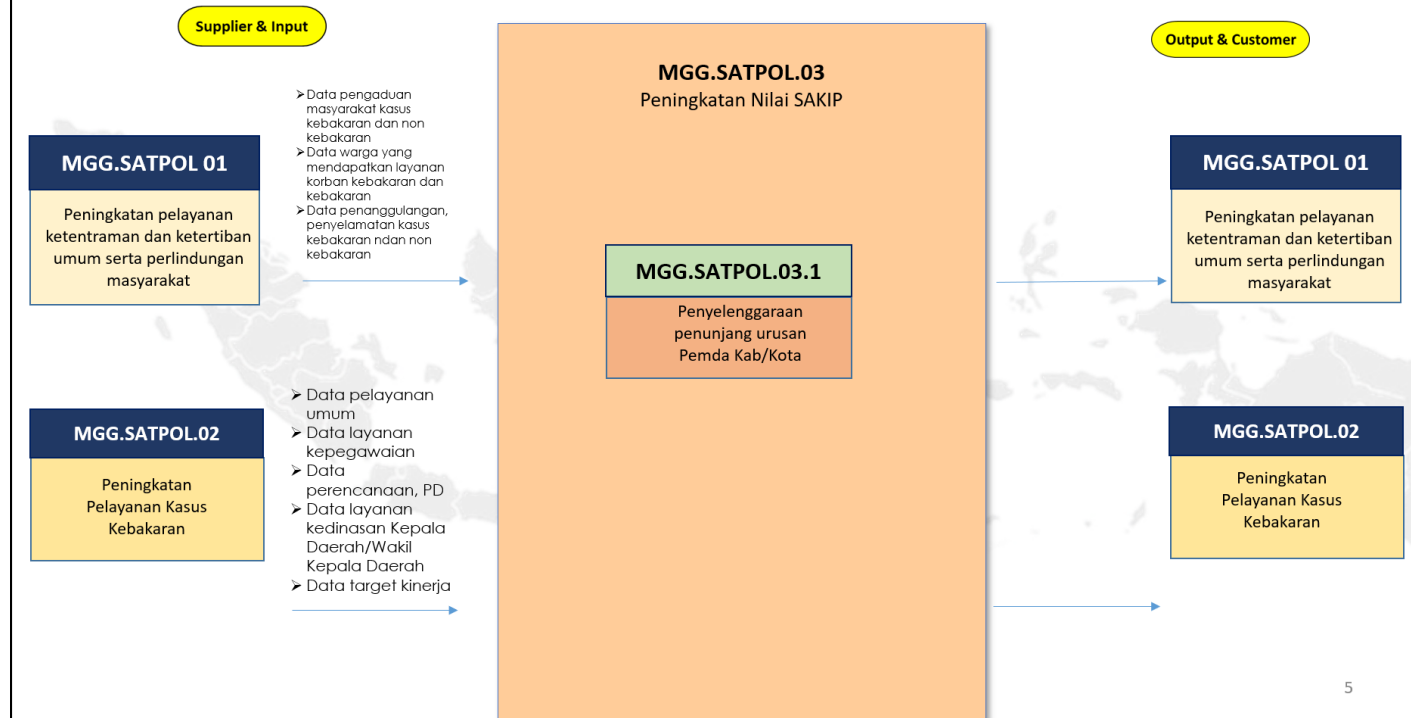 Supplier & Input
MGG.SATPOL 01
Peningkatan pelayanan
ketentraman dan ketertiban
umum serta perlindungan
masyarakat
➤Data pengaduan
masyarakat kasus
kebakaran dan non
kebakaran
➤Data warga yang
mendapatkan layanan
korban kebakaran dan
kebakaran
➤Data penanggulangan,
penyelamatan kasus
kebakaran ndan non
kebakaran
MGG.SATPOL.02
Peningkatan
Pelayanan Kasus
Kebakaran
➤ Data pelayanan
umum
➤ Data layanan
kepegawaian
➤ Data
perencanaan, PD
➤ Data layanan
kedinasan Kepala
Daerah/Wakil
Kepala Daerah
➤ Data target kinerja
MGG.SATPOL.03
Peningkatan Nilai SAKIP
MGG.SATPOL.03.1
Penyelenggaraan
penunjang urusan
Pemda Kab/Kota
Output & Customer
MGG.SATPOL 01
Peningkatan pelayanan
ketentraman dan ketertiban
umum serta perlindungan
masyarakat
MGG.SATPOL.02
Peningkatan
Pelayanan Kasus
Kebakaran
5